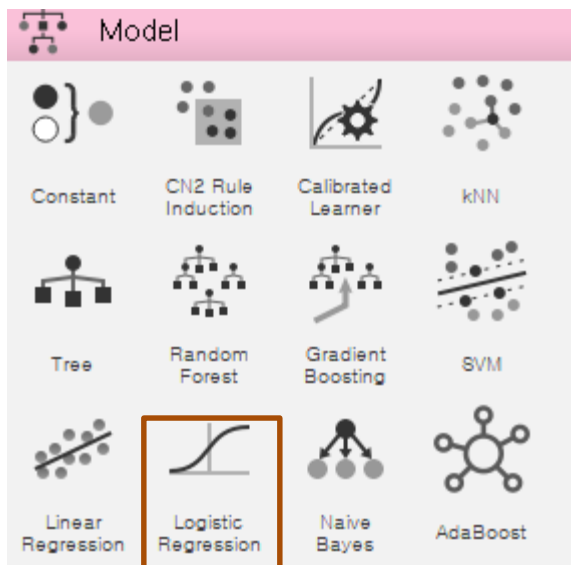 Model
Constant
CN2 Rule
Induction
Calibrated
Learner
kNN
Tree
Random
Forest
Gradient
Boosting
SVM
Linear
Regression
Logistic
Regression
Naive
Bayes
AdaBoost